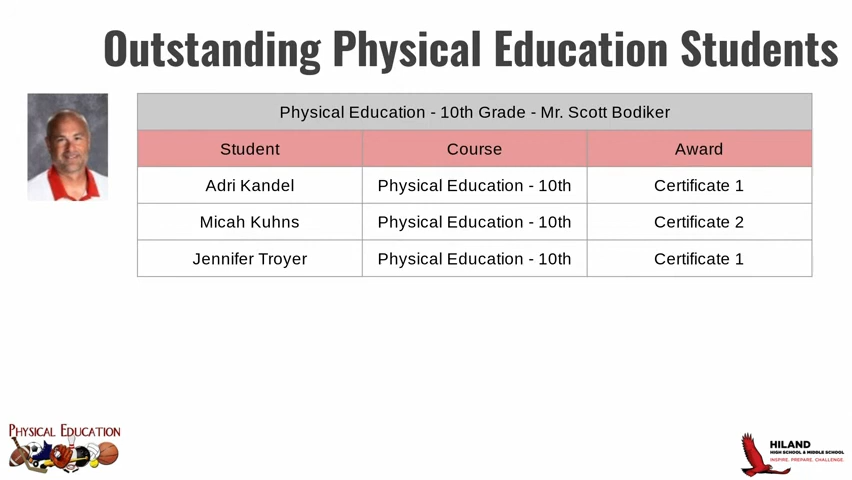 Outstanding Physical Education Students
Physical Education - 10th Grade - Mr. Scott Bodiker
Student Course Award
Adri Kandel Physical Education - 10th Certificate 1
Micah Kuhns Physical Education - 10th Certificate 2
Jennifer Troyer Physical Education - 10th Certificate 1
PHYSICAL EDUCATION
HILAND
HIGH SCHOOL & MIDDLE SCHOOL
INSPIRE. PREPARE. CHALLENGE.